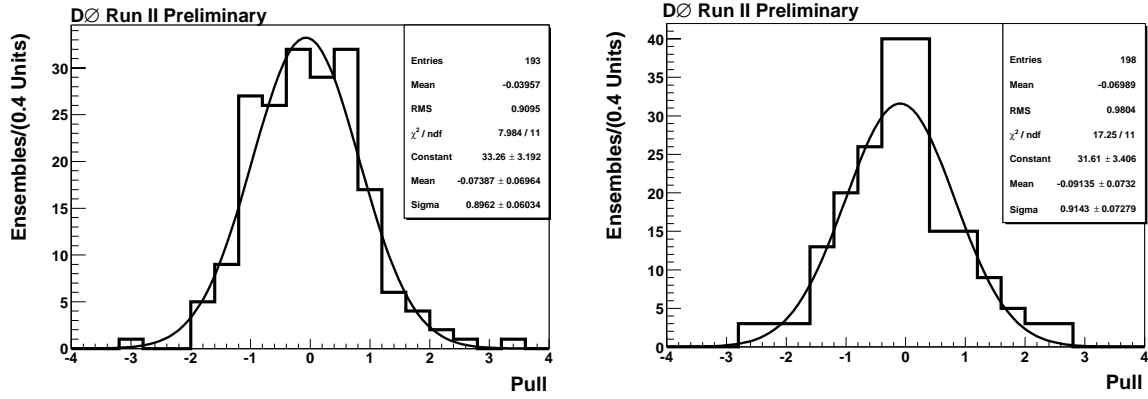 DØ Run II Preliminary
Ensembles/(0.4 Units)
30
25
20
15
10
5
0
Entries 193
Mean -0.03957
RMS 0.9095
χ² / ndf 7.984 / 11
Constant 33.26 ± 3.192
Mean -0.07387 ± 0.06964
Sigma 0.8962 ± 0.06034
-4 -3 -2 -1 0 1 2 3 4
Pull
DØ Run II Preliminary
Ensembles/(0.4 Units)
40
35
30
25
20
15
10
5
0
Entries 198
Mean -0.06989
RMS 0.9804
χ² / ndf 17.25 / 11
Constant 31.61 ± 3.406
Mean -0.09135 ± 0.0732
Sigma 0.9143 ± 0.07279
-4 -3 -2 -1 0 1 2 3 4
Pull